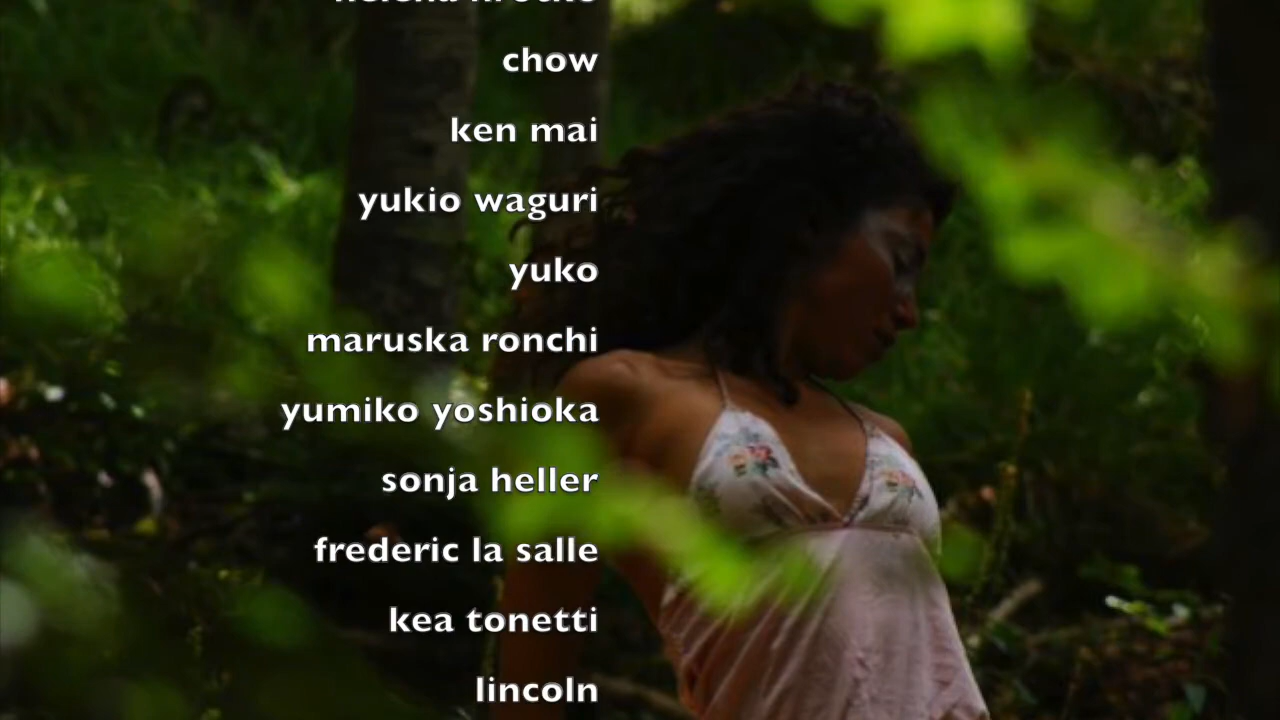 chow
ken mai
yukio waguri
yuko
maruska ronchi
yumiko yoshioka
sonja heller
frederic la salle
kea tonetti
lincoln